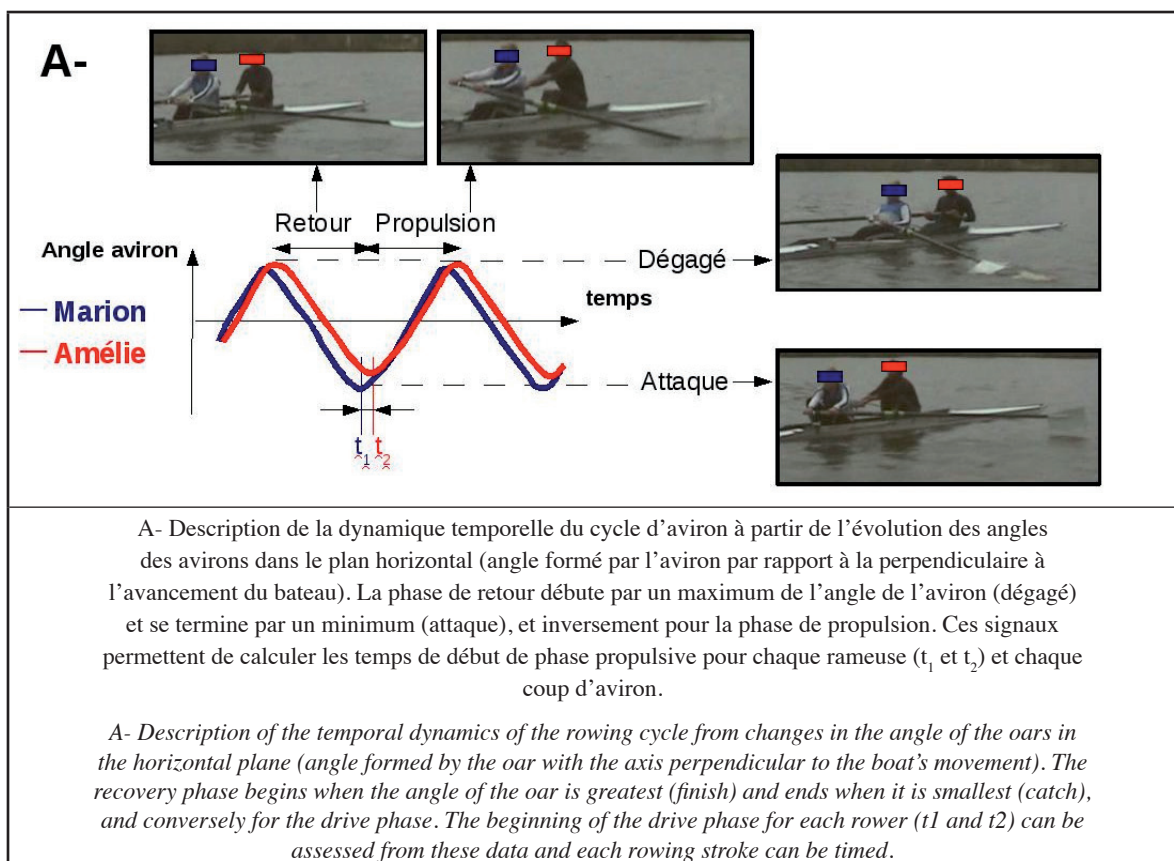 A-
Retour
Propulsion
Angle aviron
Dégagé
temps
Marion
Amélie
Attaque
t1 t2
A- Description de la dynamique temporelle du cycle d’aviron à partir de l’évolution des angles
des avirons dans le plan horizontal (angle formé par l’aviron par rapport à la perpendiculaire à
l’avancement du bateau). La phase de retour débute par un maximum de l’angle de l’aviron (dégagé)
et se termine par un minimum (attaque), et inversement pour la phase de propulsion. Ces signaux
permettent de calculer les temps de début de phase propulsive pour chaque rameuse (t1 et t2) et chaque
coup d’aviron.
A- Description of the temporal dynamics of the rowing cycle from changes in the angle of the oars in
the horizontal plane (angle formed by the oar with the axis perpendicular to the boat’s movement). The
recovery phase begins when the angle of the oar is greatest (finish) and ends when it is smallest (catch),
and conversely for the drive phase. The beginning of the drive phase for each rower (t1 and t2) can be
assessed from these data and each rowing stroke can be timed.